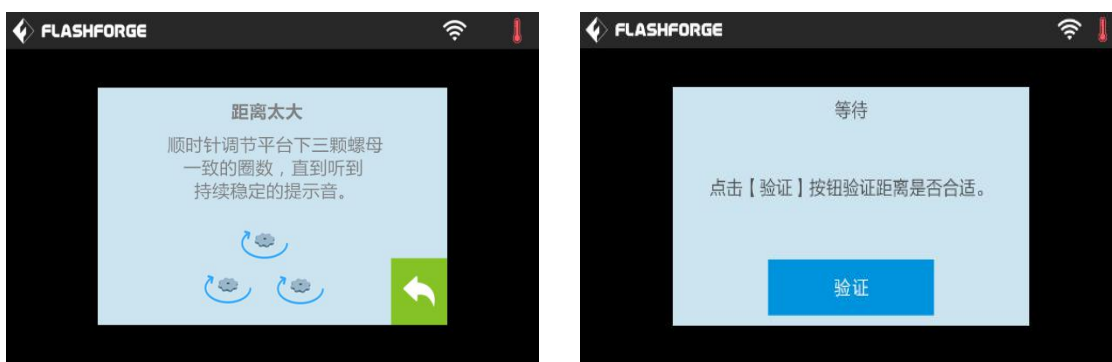 FLASHFORGE
距离太大
顺时针调节平台下三颗螺母
一致的圈数，直到听到
持续稳定的提示音。
FLASHFORGE
等待
点击【验证】按钮验证距离是否合适。
验证